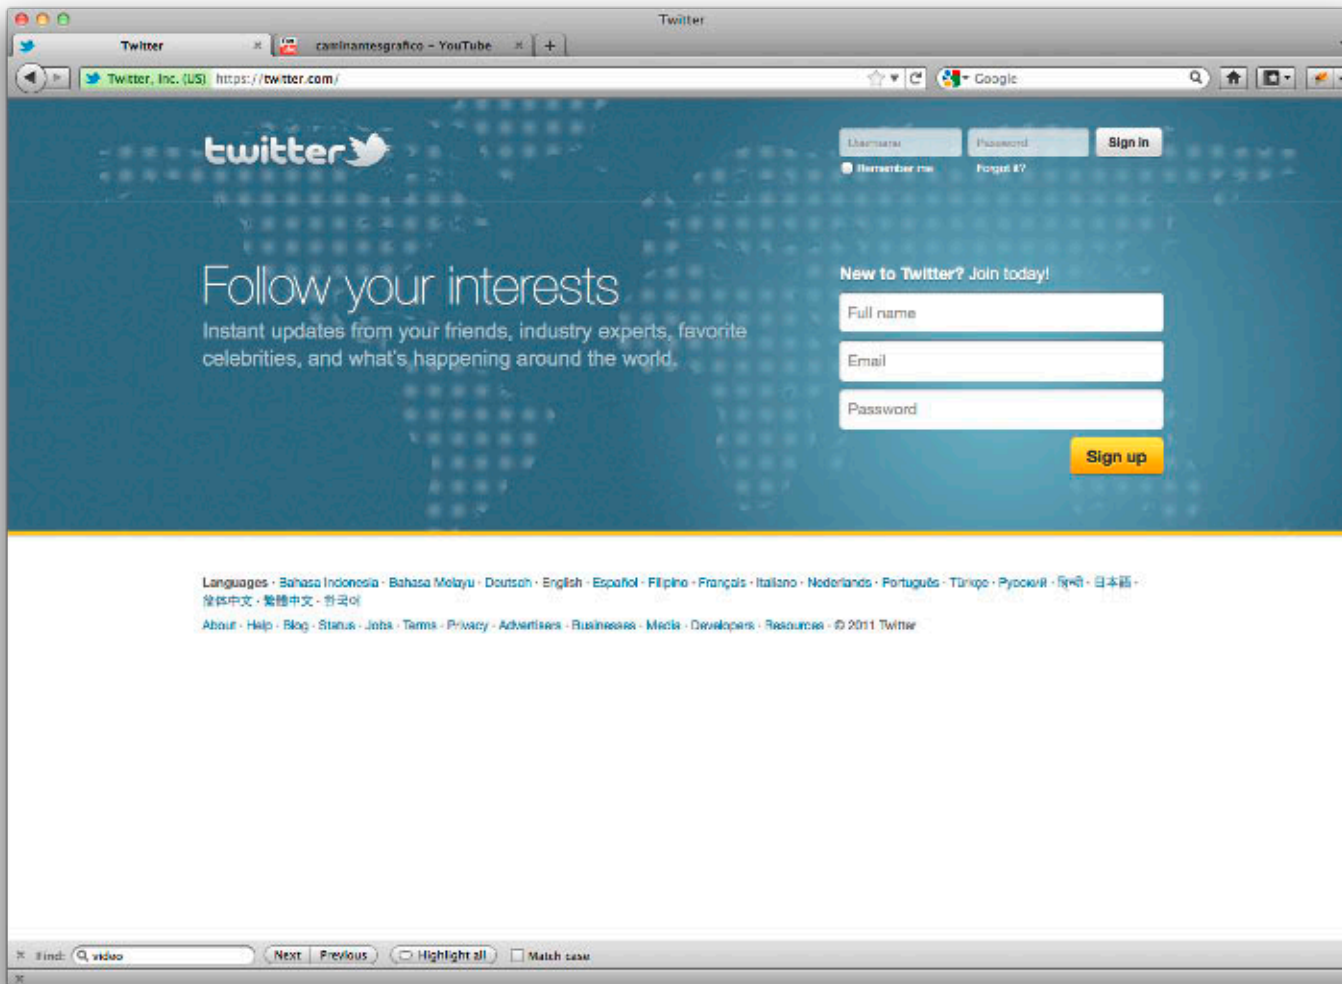 Twitter
Twitter
caminantesgrafico – YouTube
Twitter, Inc. (US) https://twitter.com/
Google
twitter
Username Password Sign in
Remember me Forgot it?
Follow your interests
Instant updates from your friends, industry experts, favorite
celebrities, and what's happening around the world.
New to Twitter? Join today!
Full name
Email
Password
Sign up
Languages · Bahasa Indonesia · Bahasa Melayu · Deutsch · English · Español · Filipino · Français · Italiano · Nederlands · Português · Türkçe · Русский · हिन्दी · 日本語 ·
简体中文 · 繁體中文 · 한국어
About · Help · Blog · Status · Jobs · Terms · Privacy · Advertisers · Businesses · Media · Developers · Resources · © 2011 Twitter
Find: video Next Previous Highlight all Match case